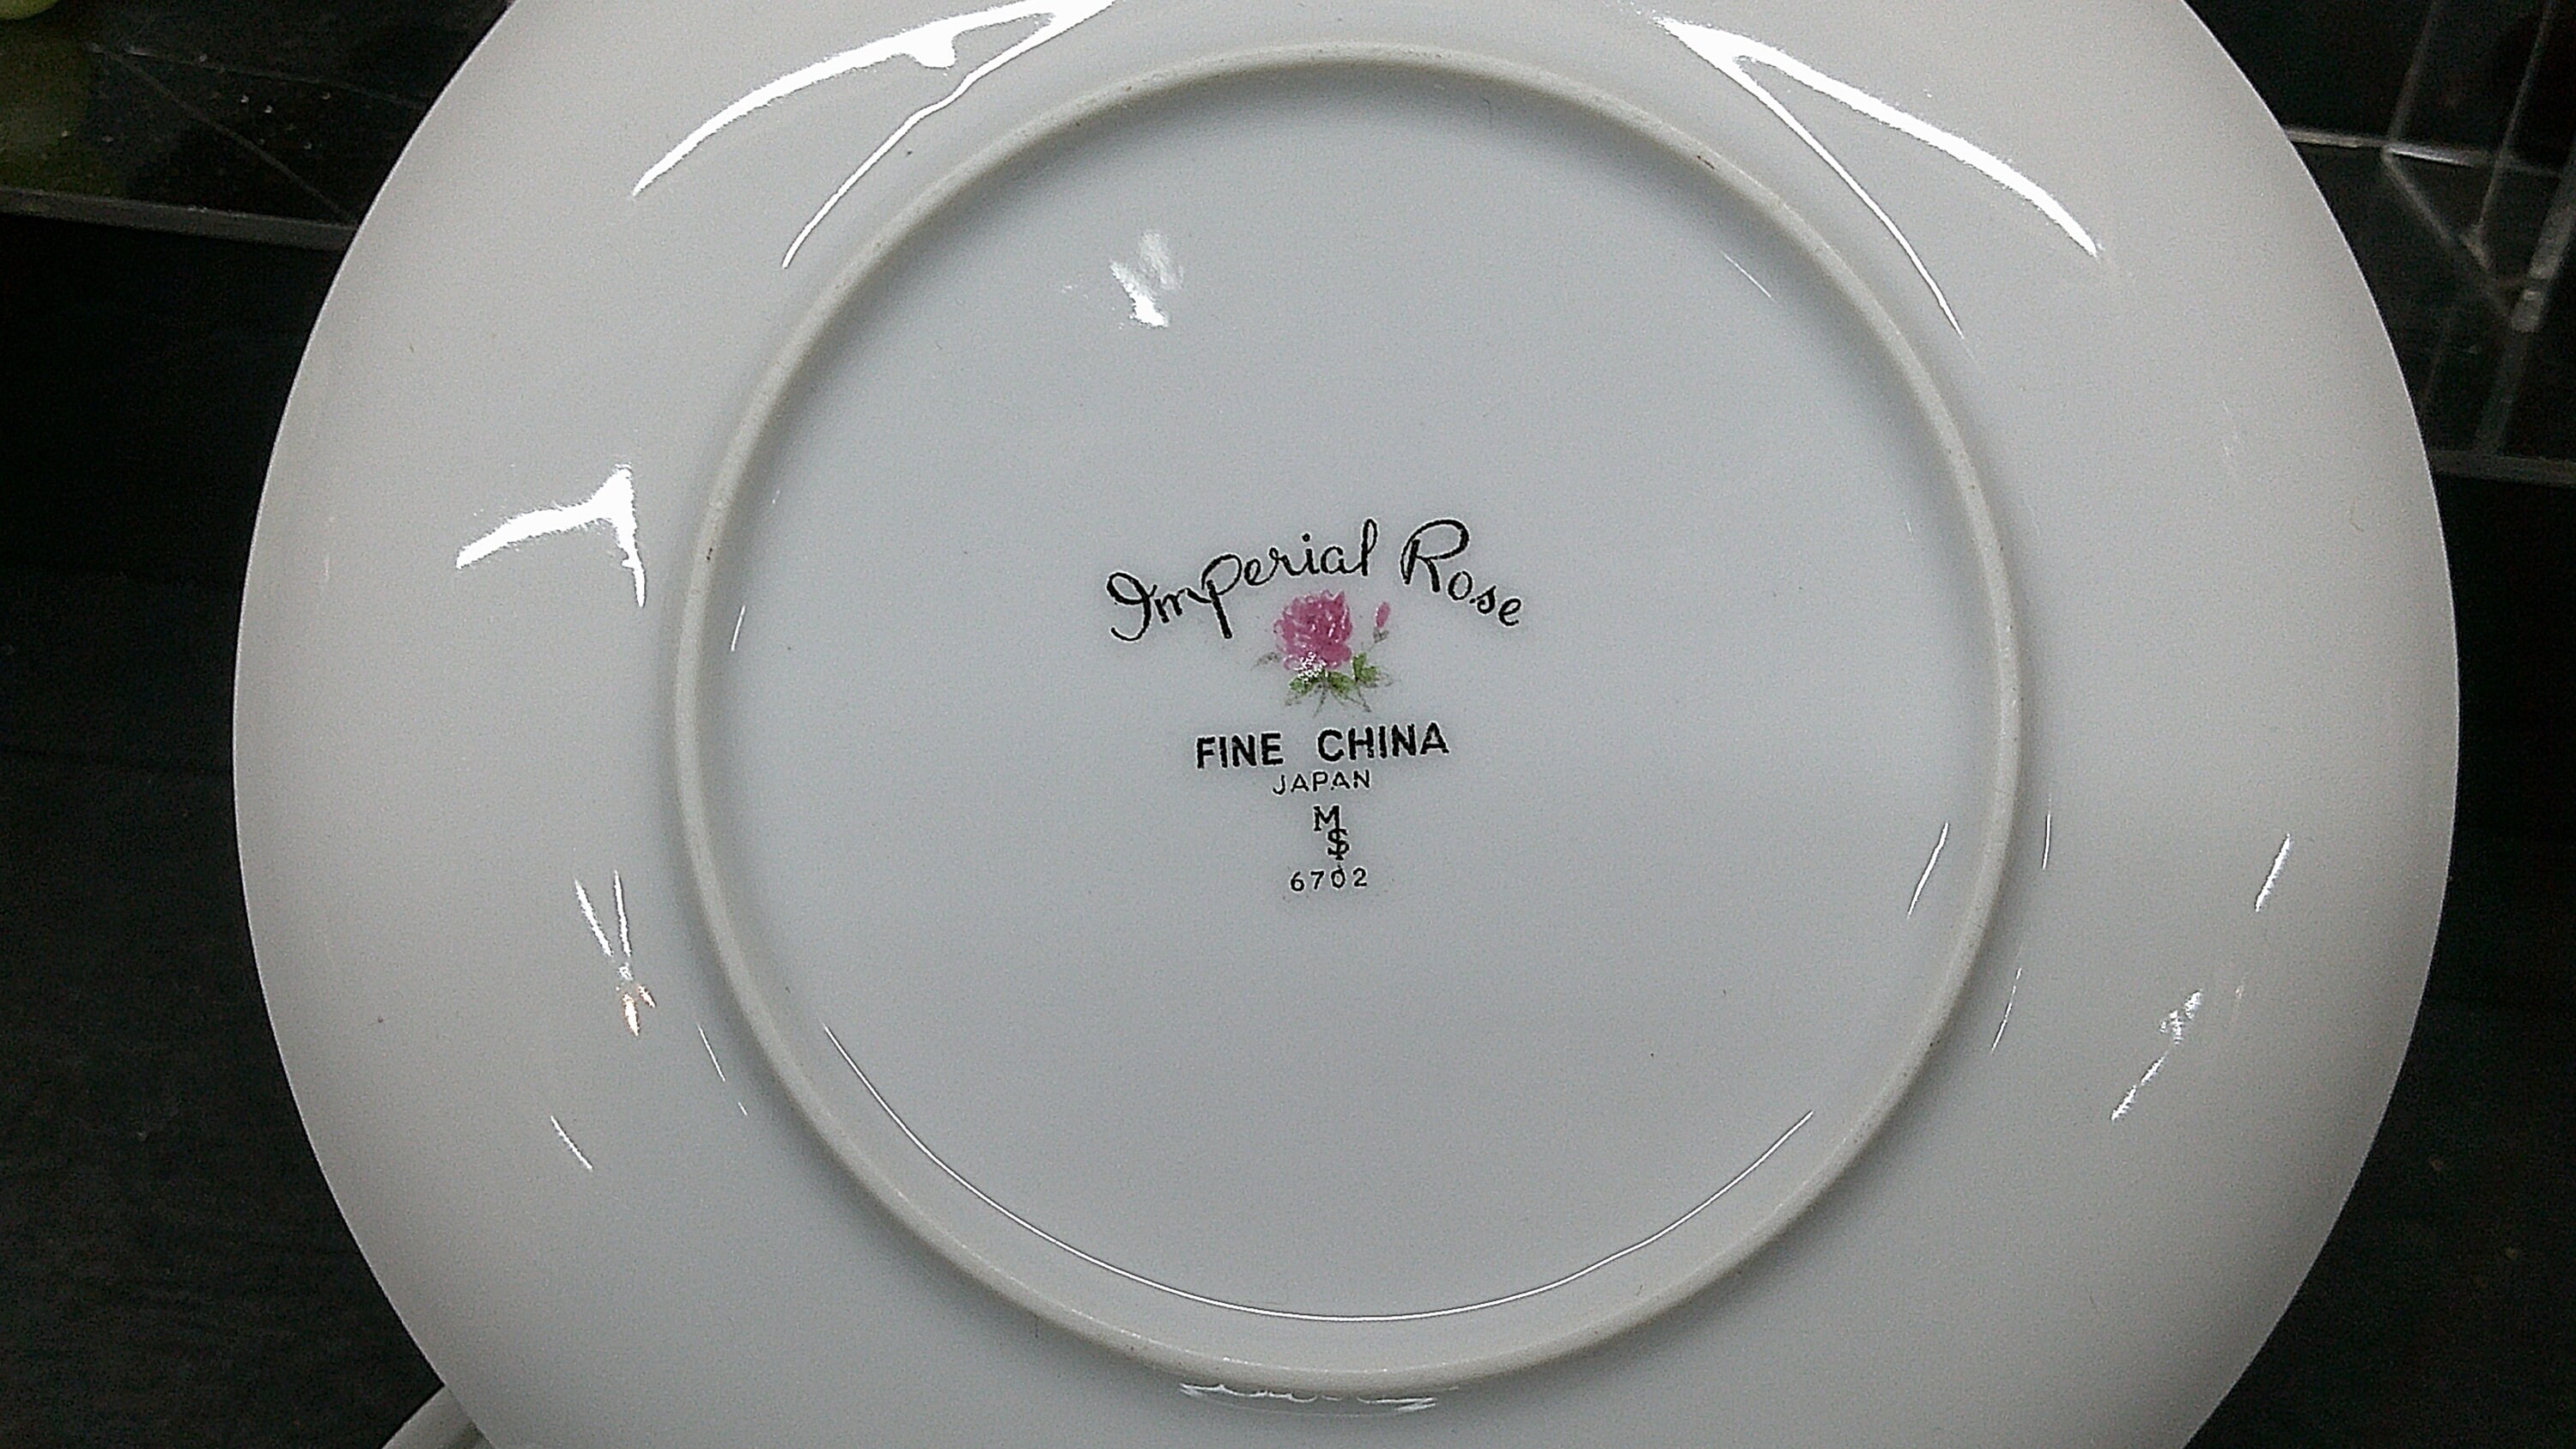 Imperial Rose
FINE CHINA
JAPAN
M
S
6702